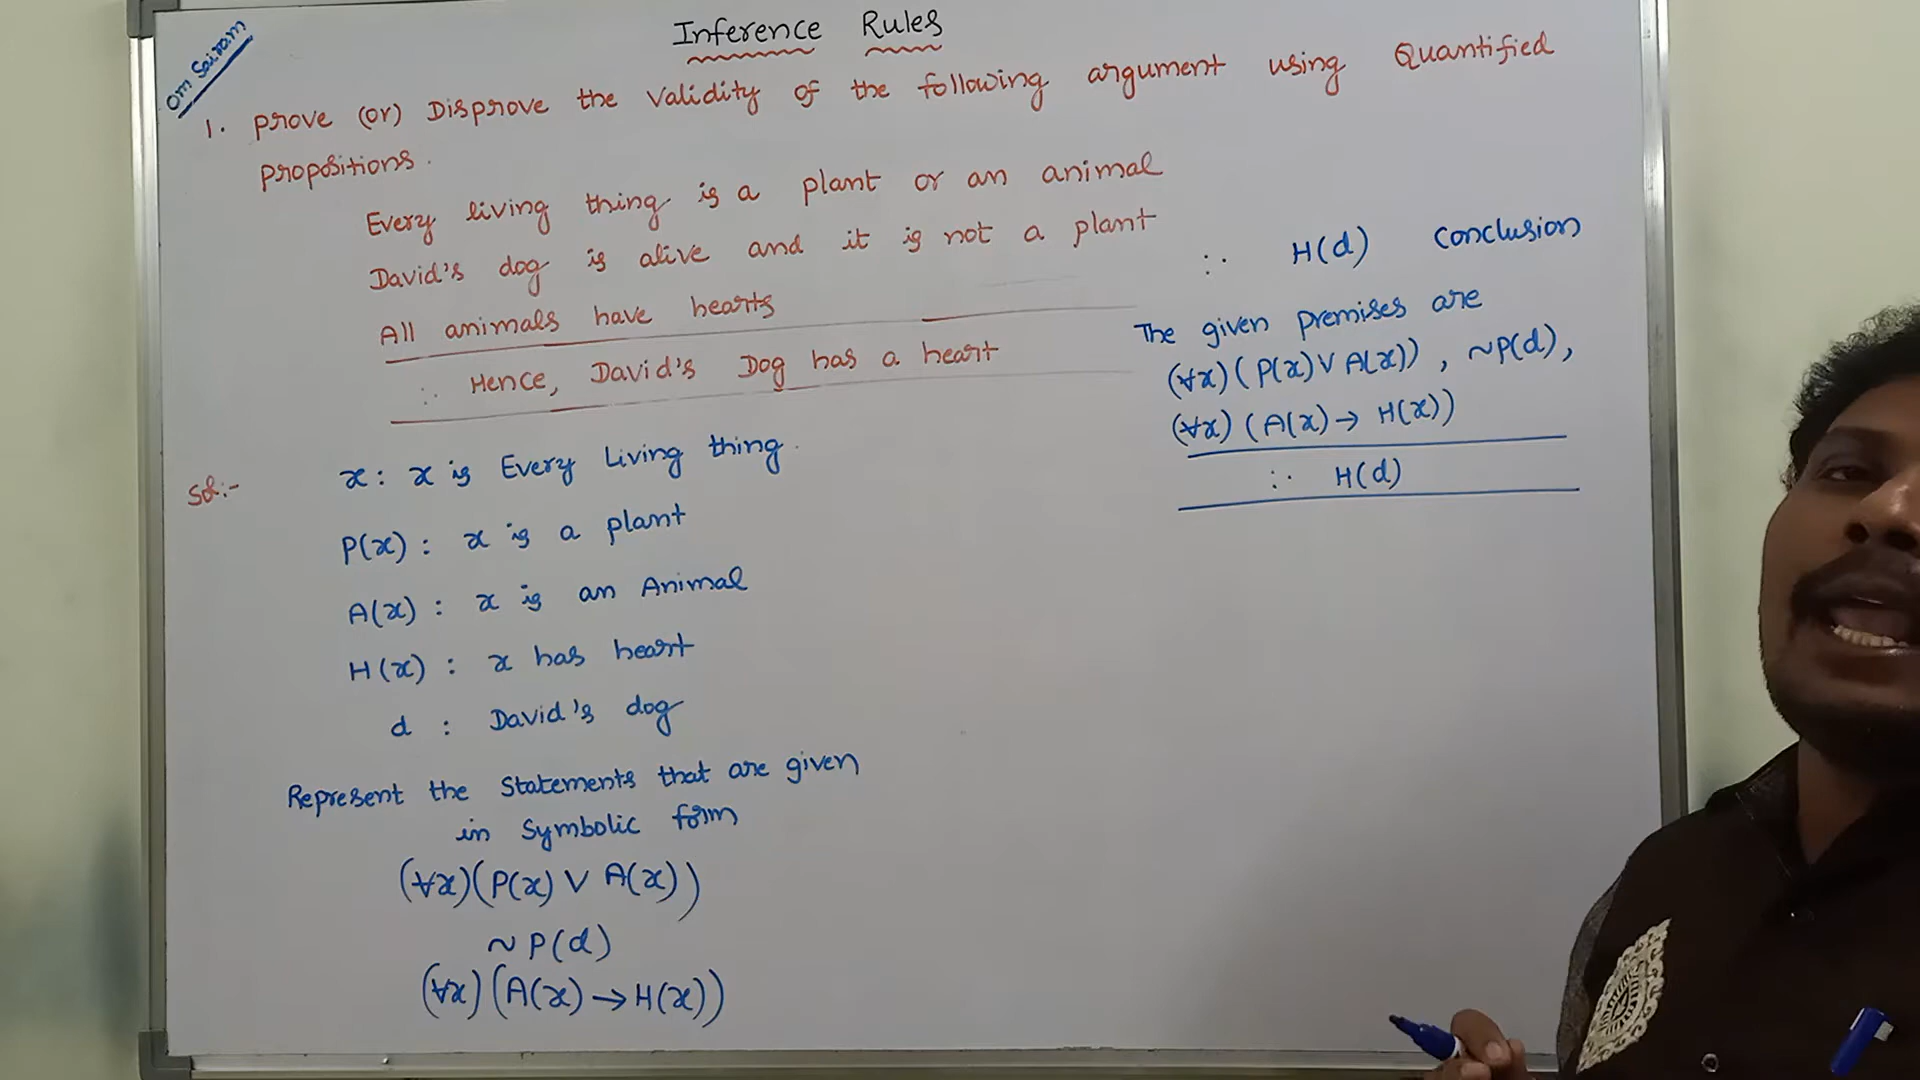 Om Sairam
Inference Rules
1. Prove (or) Disprove the Validity of the following argument using Quantified
propositions.
Every living thing is a plant or an animal
David's dog is alive and it is not a plant
All animals have hearts
∴ Hence, David's Dog has a heart
Sol:-
x : x is Every Living thing.
P(x) : x is a plant
A(x) : x is an Animal
H(x) : x has heart
d : David's dog
Represent the Statements that are given
in Symbolic form
(∀x)(P(x) ∨ A(x))
~P(d)
(∀x)(A(x) → H(x))
∴ H(d) Conclusion
The given premises are
(∀x)(P(x) ∨ A(x)), ~P(d),
(∀x)(A(x) → H(x))
∴ H(d)